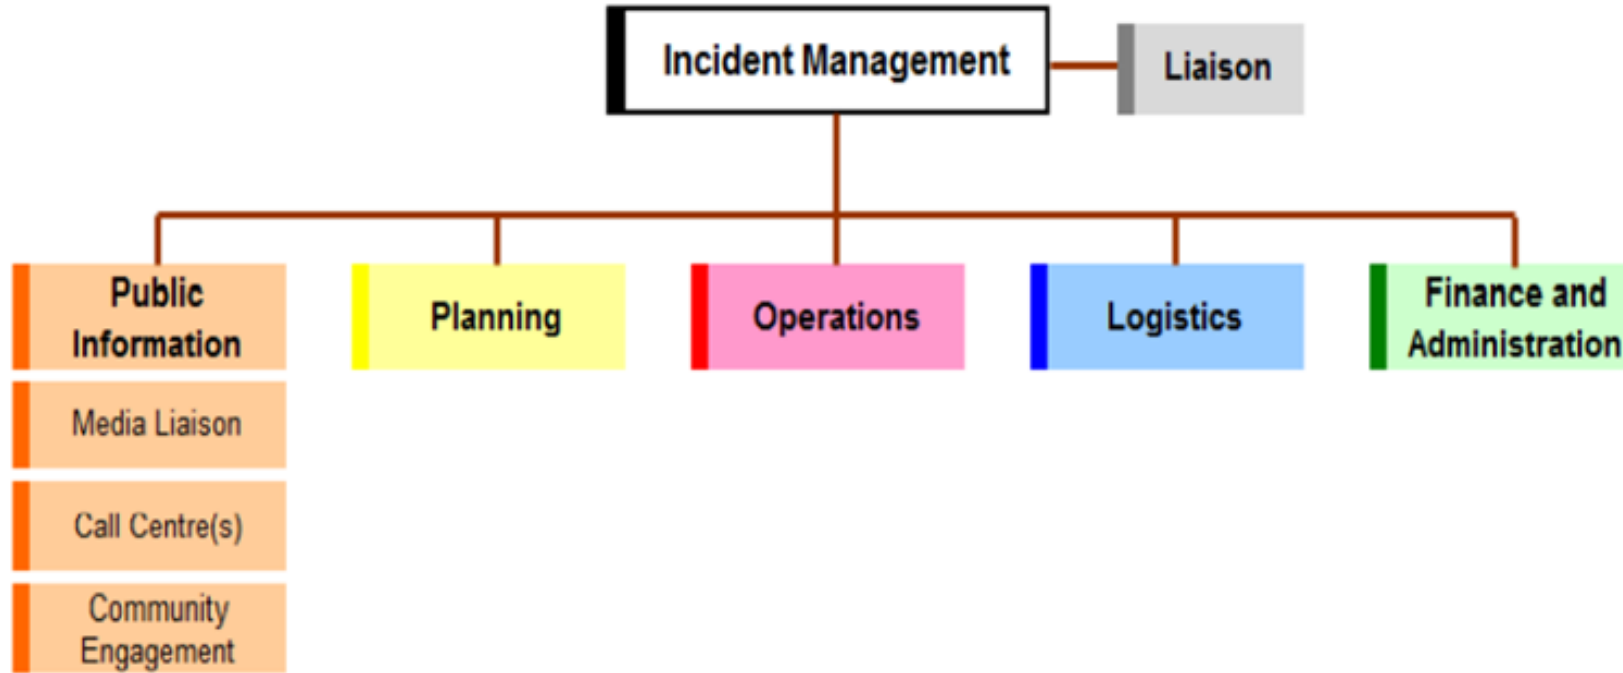 Incident Management
Liaison
Public
Information
Planning
Operations
Logistics
Finance and
Administration
Media Liaison
Call Centre(s)
Community
Engagement